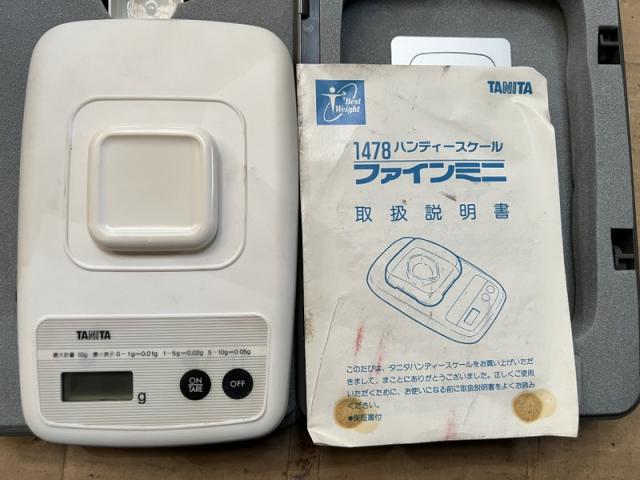 TANITA
最大計量 10g 最小表示 0~1g=0.01g 1~5g=0.02g 5~10g=0.05g
g
ON
TARE
OFF
Best
Weight
TANITA
1478 ハンディースケール
ファインミニ
取扱説明書
このたびは、タニタハンディースケールをお買い上げいただ
きまして、まことにありがとうございました。正しくご使用
いただくために、お使いになる前に取扱説明書をよくお読み
ください。
●保証書付